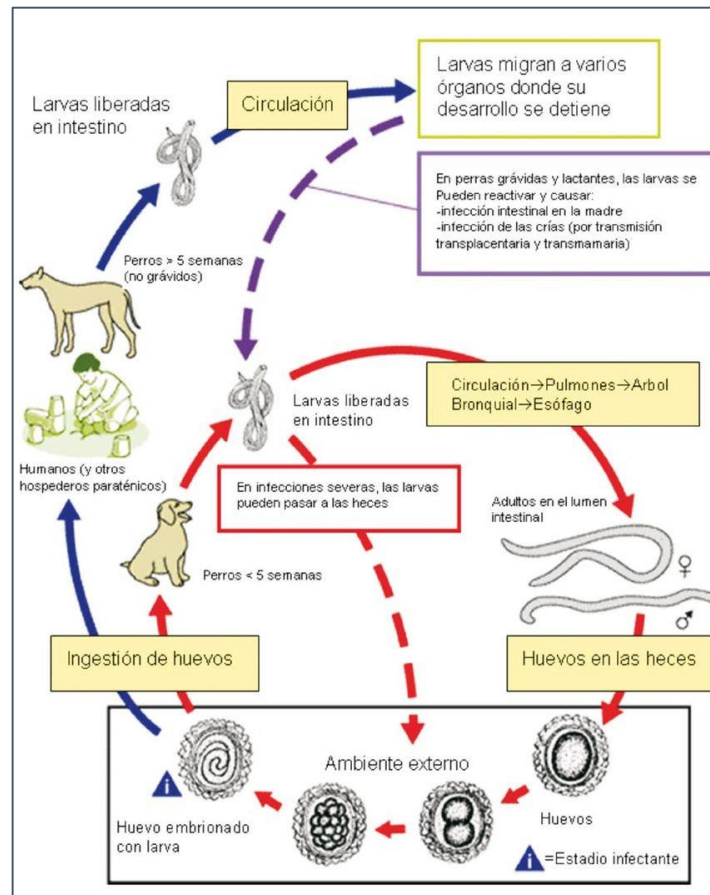 Larvas liberadas
en intestino
Circulación
Larvas migran a varios
órganos donde su
desarrollo se detiene
En perras grávidas y lactantes, las larvas se
Pueden reactivar y causar:
-infección intestinal en la madre
-infección de las crías (por transmisión
transplacentaria y transmamaria)
Perros > 5 semanas
(no grávidos)
Larvas liberadas
en intestino
Circulación→Pulmones→Arbol
Bronquial→Esófago
Humanos (y otros
hospederos paraténicos)
En infecciones severas, las larvas
pueden pasar a las heces
Adultos en el lumen
intestinal
♀
♂
Perros < 5 semanas
Ingestión de huevos
Huevos en las heces
Ambiente externo
i
Huevo embrionado
con larva
Huevos
i =Estadio infectante